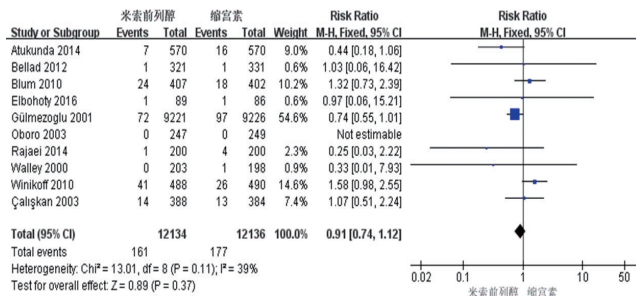 米索前列醇 缩宫素 Risk Ratio Risk Ratio
Study or Subgroup Events Total Events Total Weight M-H, Fixed, 95% CI M-H, Fixed, 95% CI
Atukunda 2014 7 570 16 570 9.0% 0.44 [0.18, 1.06]
Bellad 2012 1 321 1 331 0.6% 1.03 [0.06, 16.42]
Blum 2010 24 407 18 402 10.2% 1.32 [0.73, 2.39]
Elbohoty 2016 1 89 1 86 0.6% 0.97 [0.06, 15.21]
Gülmezoglu 2001 72 9221 97 9226 54.6% 0.74 [0.55, 1.01]
Oboro 2003 0 247 0 249 Not estimable
Rajaei 2014 1 200 4 200 2.3% 0.25 [0.03, 2.22]
Walley 2000 0 203 1 198 0.9% 0.33 [0.01, 7.93]
Winikoff 2010 41 488 26 490 14.6% 1.58 [0.98, 2.55]
Çalışkan 2003 14 388 13 384 7.4% 1.07 [0.51, 2.24]
Total (95% CI) 12134 12136 100.0% 0.91 [0.74, 1.12]
Total events 161 177
Heterogeneity: Chi² = 13.01, df = 8 (P = 0.11); I² = 39%
Test for overall effect: Z = 0.89 (P = 0.37)
0.02 0.1 1 10 50
米索前列醇 缩宫素